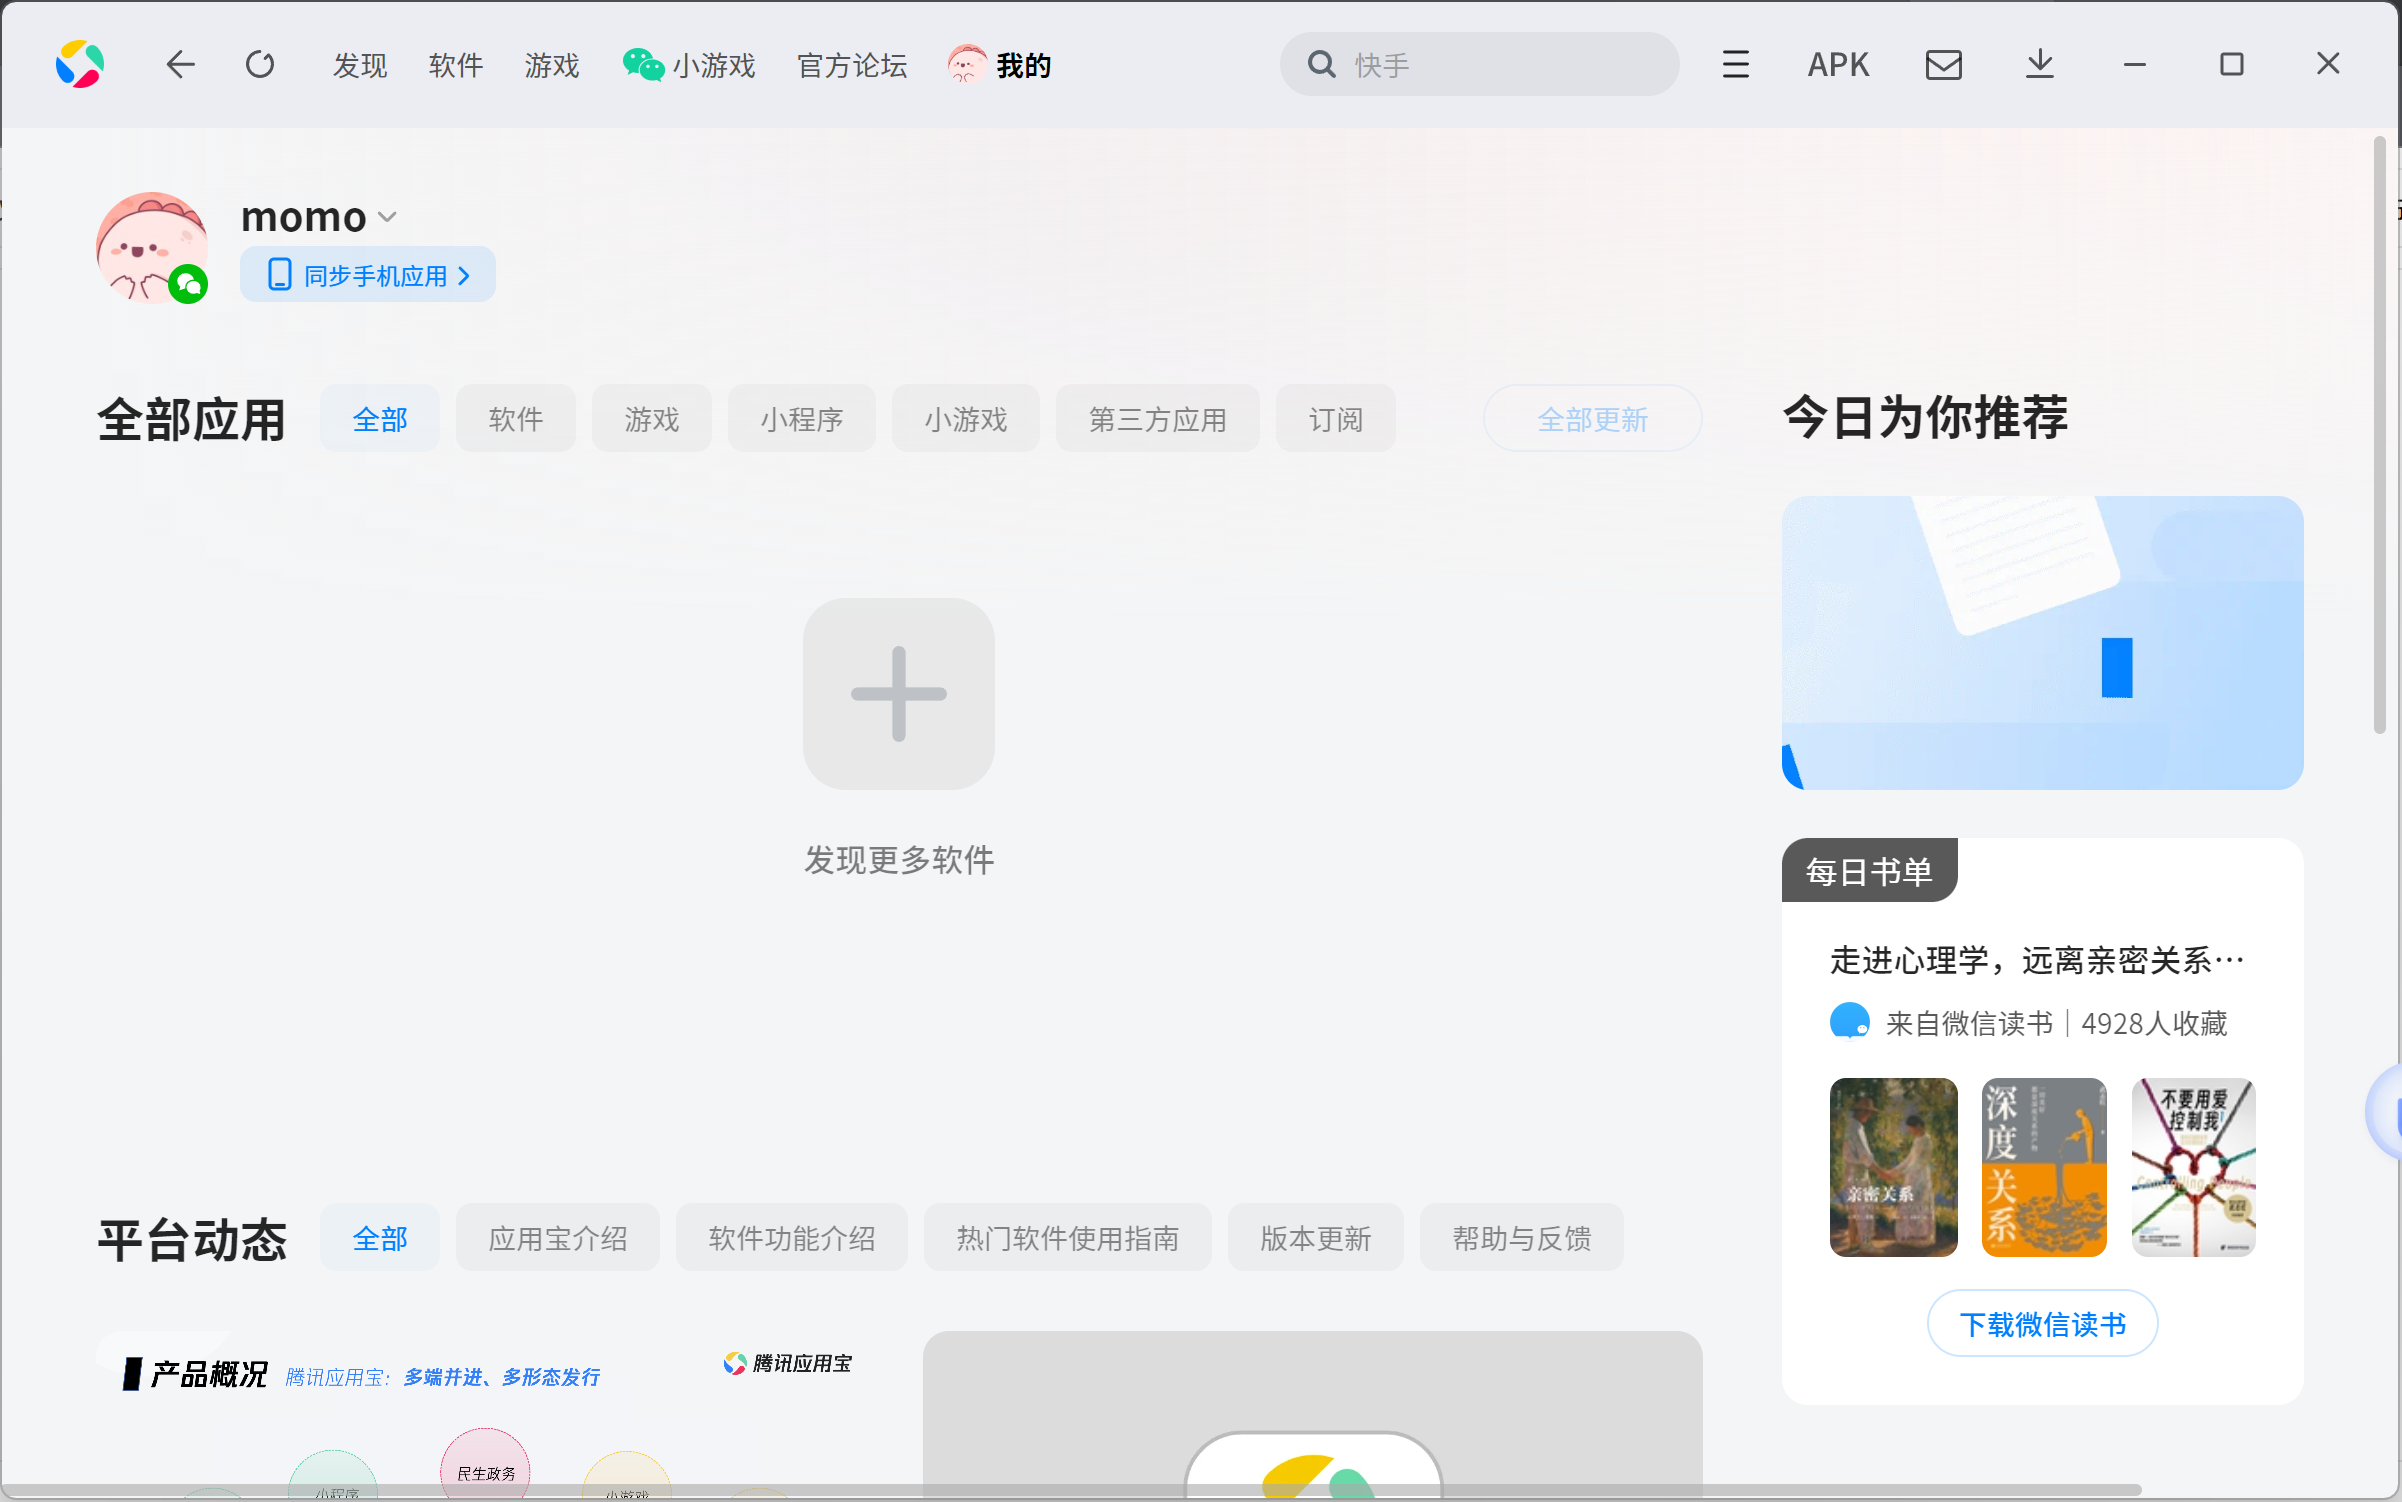 发现 软件 游戏 小游戏 官方论坛 我的 快手 APK
momo
同步手机应用
全部应用 全部 软件 游戏 小程序 小游戏 第三方应用 订阅 全部更新
发现更多软件
平台动态 全部 应用宝介绍 软件功能介绍 热门软件使用指南 版本更新 帮助与反馈
产品概况 腾讯应用宝：多端并进、多形态发行 腾讯应用宝
民生政务
小程序 小游戏
今日为你推荐
每日书单
走进心理学，远离亲密关系…
来自微信读书 | 4928人收藏
亲密关系
深度关系
不要用爱
控制我
Controlling People
下载微信读书